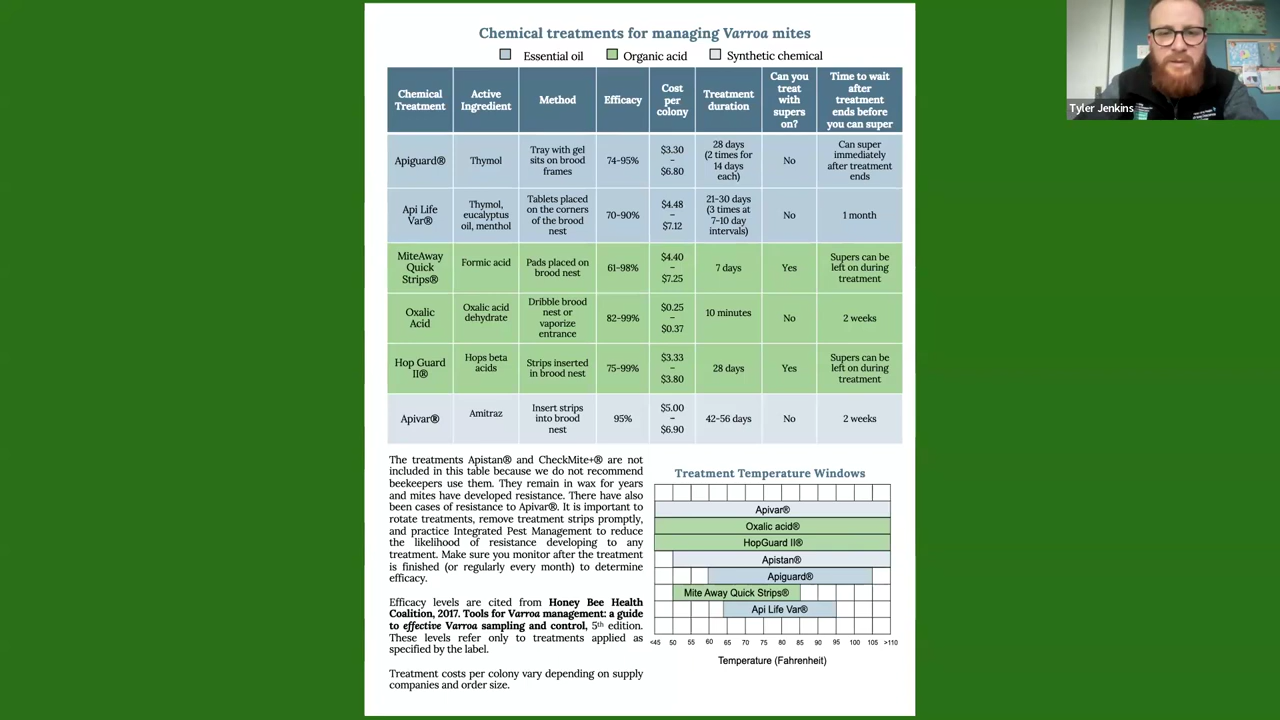 Chemical treatments for managing Varroa mites
Essential oil
Organic acid
Synthetic chemical
Chemical
Treatment
Active
Ingredient
Method
Efficacy
Cost
per
colony
Treatment
duration
Can you
treat
with
supers
on?
Time to wait
after
treatment
ends before
you can super
Apiguard®
Thymol
Tray with gel
sits on brood
frames
74-95%
$3.30
–
$6.80
28 days
(2 times for
14 days
each)
No
Can super
immediately
after treatment
ends
Api Life
Var®
Thymol,
eucalyptus
oil, menthol
Tablets placed
on the corners
of the brood
nest
70-90%
$4.48
–
$7.12
21-30 days
(3 times at
7-10 day
intervals)
No
1 month
MiteAway
Quick
Strips®
Formic acid
Pads placed on
brood nest
61-98%
$4.40
–
$7.25
7 days
Yes
Supers can be
left on during
treatment
Oxalic
Acid
Oxalic acid
dehydrate
Dribble brood
nest or
vaporize
entrance
82-99%
$0.25
–
$0.37
10 minutes
No
2 weeks
Hop Guard
II®
Hops beta
acids
Strips inserted
in brood nest
75-99%
$3.33
–
$3.80
28 days
Yes
Supers can be
left on during
treatment
Apivar®
Amitraz
Insert strips
into brood
nest
95%
$5.00
–
$6.90
42-56 days
No
2 weeks
The treatments Apistan® and CheckMite+® are not
included in this table because we do not recommend
beekeepers use them. They remain in wax for years
and mites have developed resistance. There have also
been cases of resistance to Apivar®. It is important to
rotate treatments, remove treatment strips promptly,
and practice Integrated Pest Management to reduce
the likelihood of resistance developing to any
treatment. Make sure you monitor after the treatment
is finished (or regularly every month) to determine
efficacy.
Efficacy levels are cited from Honey Bee Health
Coalition, 2017. Tools for Varroa management: a guide
to effective Varroa sampling and control, 5th edition.
These levels refer only to treatments applied as
specified by the label.
Treatment costs per colony vary depending on supply
companies and order size.
Treatment Temperature Windows
Apivar®
Oxalic acid®
HopGuard II®
Apistan®
Apiguard®
Mite Away Quick Strips®
Api Life Var®
<45 50 55 60 65 70 75 80 85 90 95 100 105 >110
Temperature (Fahrenheit)
Tyler Jenkins